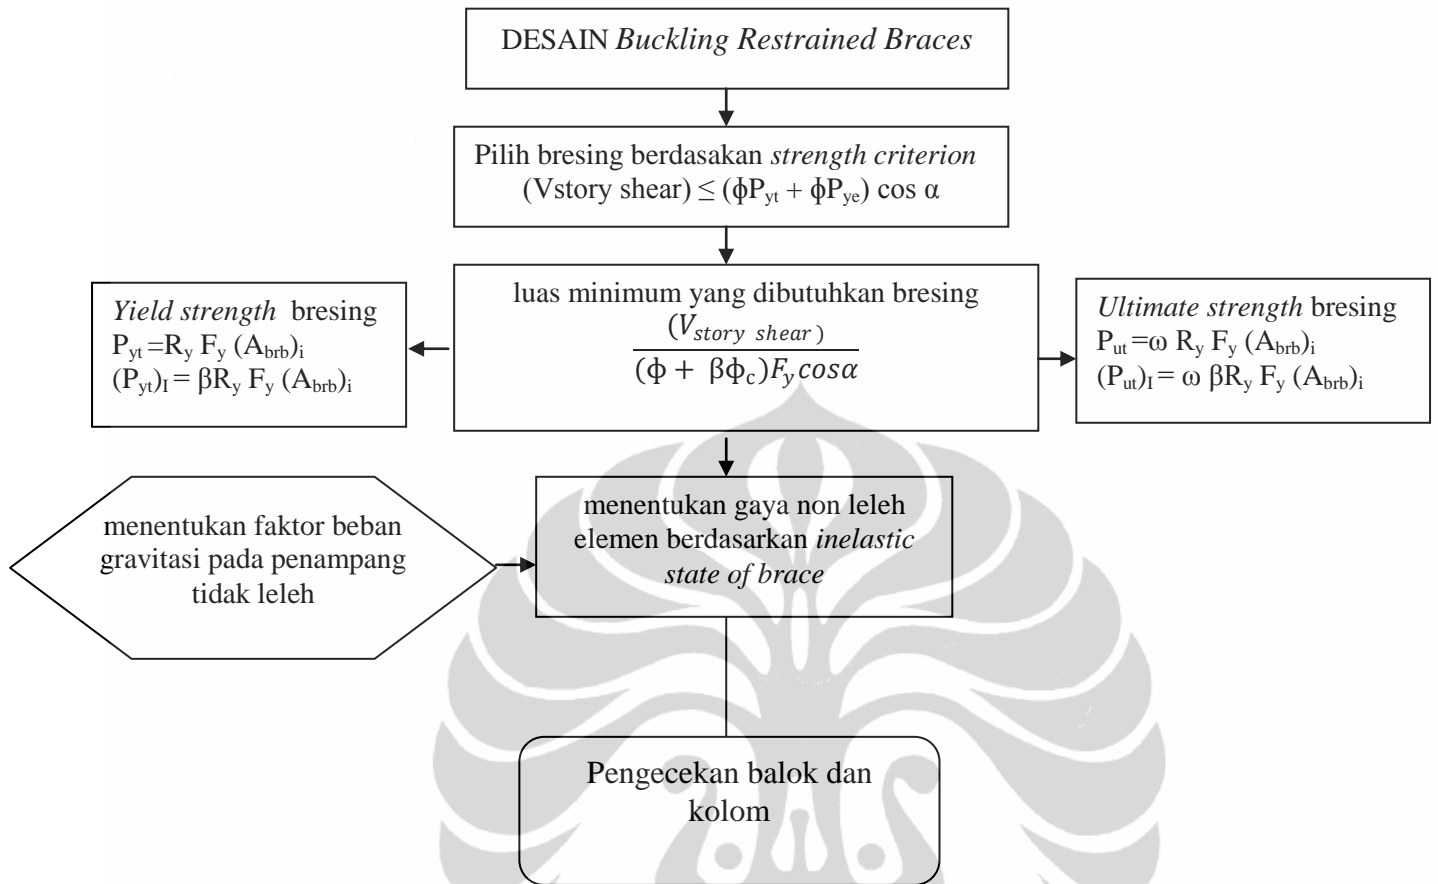 DESAIN Buckling Restrained Braces
Pilih bresing berdasakan strength criterion
(Vstory shear) ≤ (ϕPyt + ϕPye) cos α
luas minimum yang dibutuhkan bresing
(Vstory shear)
(ϕ + βϕc)Fycosα
Yield strength bresing
Pyt =Ry Fy (Abrb)i
(Pyt)I = βRy Fy (Abrb)i
Ultimate strength bresing
Put =ω Ry Fy (Abrb)i
(Put)I = ω βRy Fy (Abrb)i
menentukan faktor beban
gravitasi pada penampang
tidak leleh
menentukan gaya non leleh
elemen berdasarkan inelastic
state of brace
Pengecekan balok dan
kolom